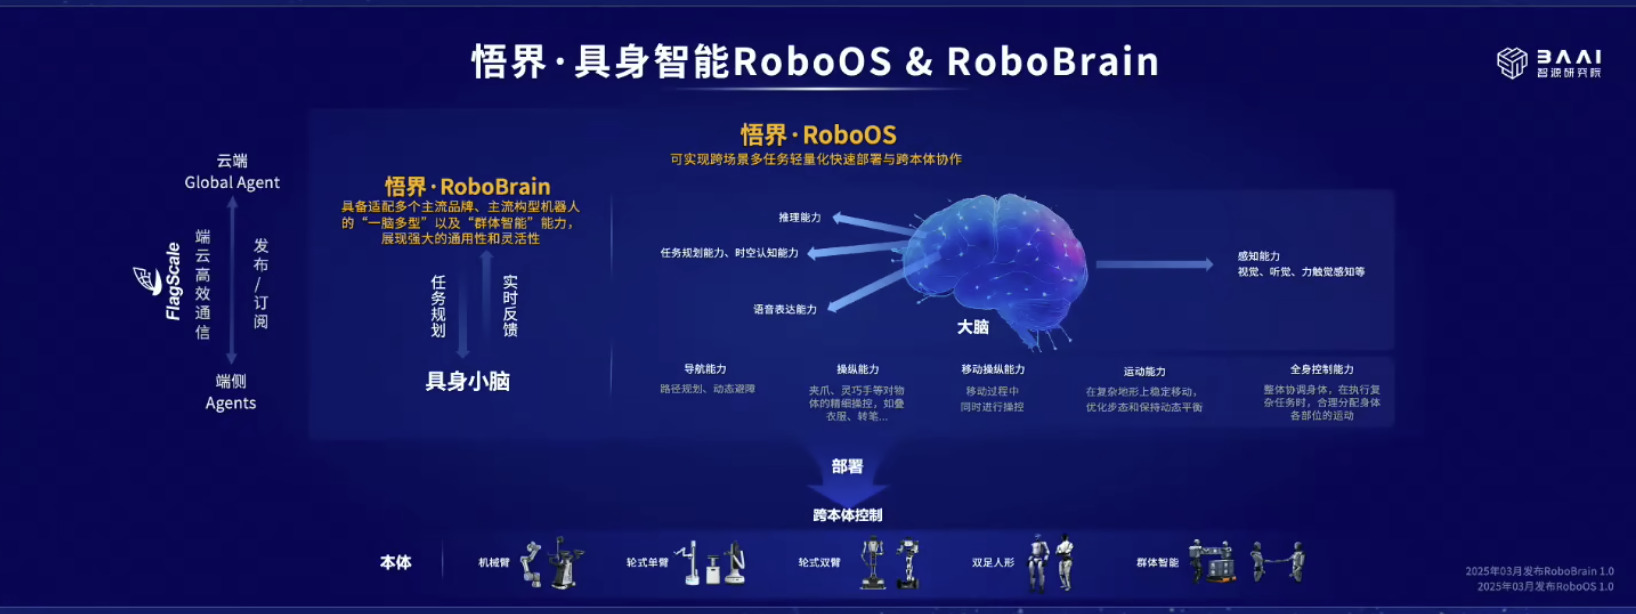 悟界·具身智能RoboOS & RoboBrain
BAAI
智源研究院
云端
Global Agent
FlagScale
端云高效通信
发布/订阅
端侧
Agents
悟界·RoboBrain
具备适配多个主流品牌、主流构型机器人
的“一脑多型”以及“群体智能”能力，
展现强大的通用性和灵活性
任务规划
实时反馈
具身小脑
悟界·RoboOS
可实现跨场景多任务轻量化快速部署与跨本体协作
推理能力
任务规划能力、时空认知能力
语音表达能力
大脑
感知能力
视觉、听觉、力触觉感知等
导航能力
路径规划、动态避障
操纵能力
夹爪、灵巧手等对物
体的精细操控，如叠
衣服、转笔...
移动操纵能力
移动过程中
同时进行操控
运动能力
在复杂地形上稳定移动，
优化步态和保持动态平衡
全身控制能力
整体协调身体，在执行复
杂任务时，合理分配身体
各部位的运动
部署
跨本体控制
本体
机械臂
轮式单臂
轮式双臂
双足人形
群体智能
2025年03月发布RoboBrain 1.0
2025年03月发布RoboOS 1.0